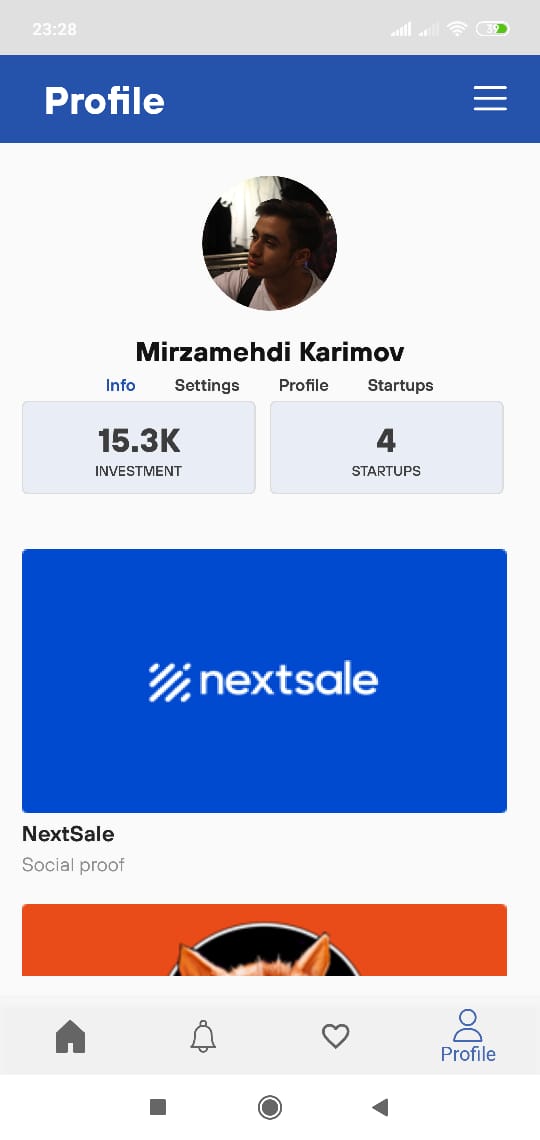 23:28
39
Profile
Mirzamehdi Karimov
Info Settings Profile Startups
15.3K 4
INVESTMENT STARTUPS
nextsale
NextSale
Social proof
Profile